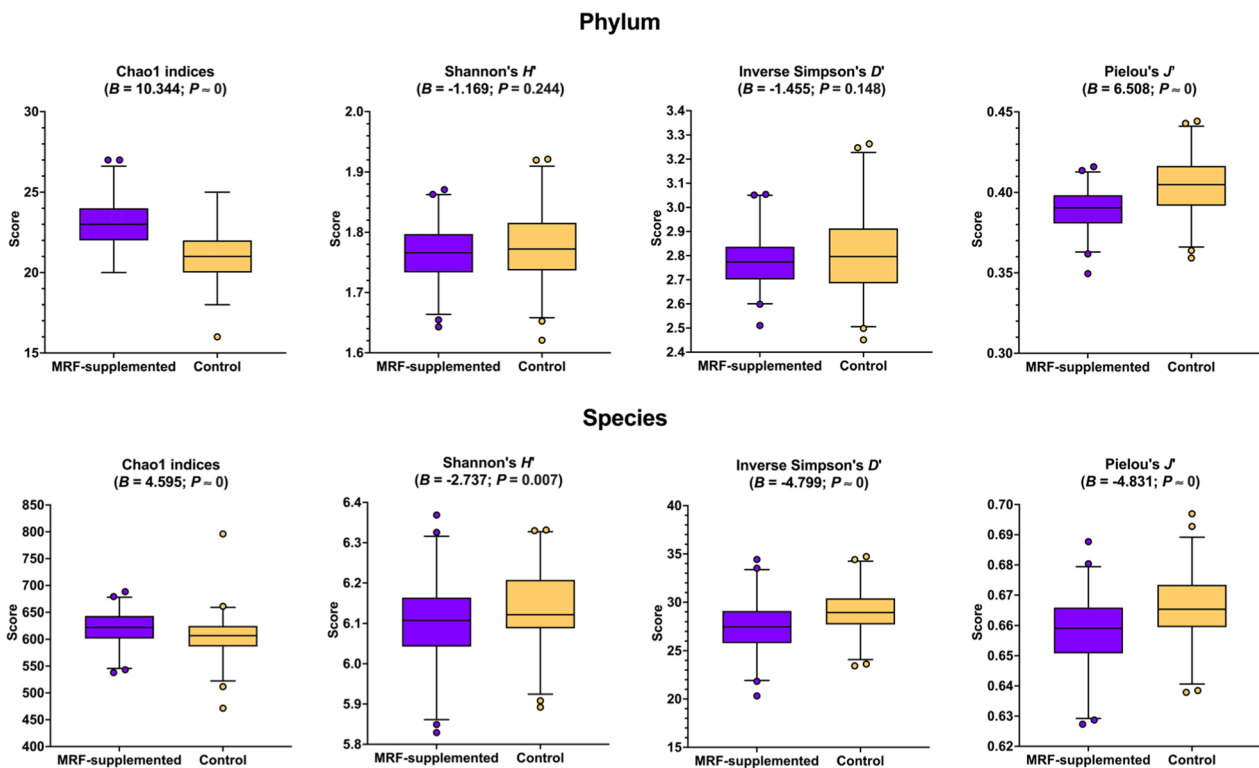 Phylum
Chao1 indices
(B = 10.344; P ≈ 0)
Score
30
25
20
15
MRF-supplemented
Control
Shannon's H'
(B = -1.169; P = 0.244)
Score
2.0
1.9
1.8
1.7
1.6
MRF-supplemented
Control
Inverse Simpson's D'
(B = -1.455; P = 0.148)
Score
3.4
3.3
3.2
3.1
3.0
2.9
2.8
2.7
2.6
2.5
2.4
MRF-supplemented
Control
Pielou's J'
(B = 6.508; P ≈ 0)
Score
0.45
0.40
0.35
0.30
MRF-supplemented
Control
Species
Chao1 indices
(B = 4.595; P ≈ 0)
Score
850
800
750
700
650
600
550
500
450
400
MRF-supplemented
Control
Shannon's H'
(B = -2.737; P = 0.007)
Score
6.4
6.3
6.2
6.1
6.0
5.9
5.8
MRF-supplemented
Control
Inverse Simpson's D'
(B = -4.799; P ≈ 0)
Score
40
35
30
25
20
15
MRF-supplemented
Control
Pielou's J'
(B = -4.831; P ≈ 0)
Score
0.70
0.69
0.68
0.67
0.66
0.65
0.64
0.63
0.62
MRF-supplemented
Control